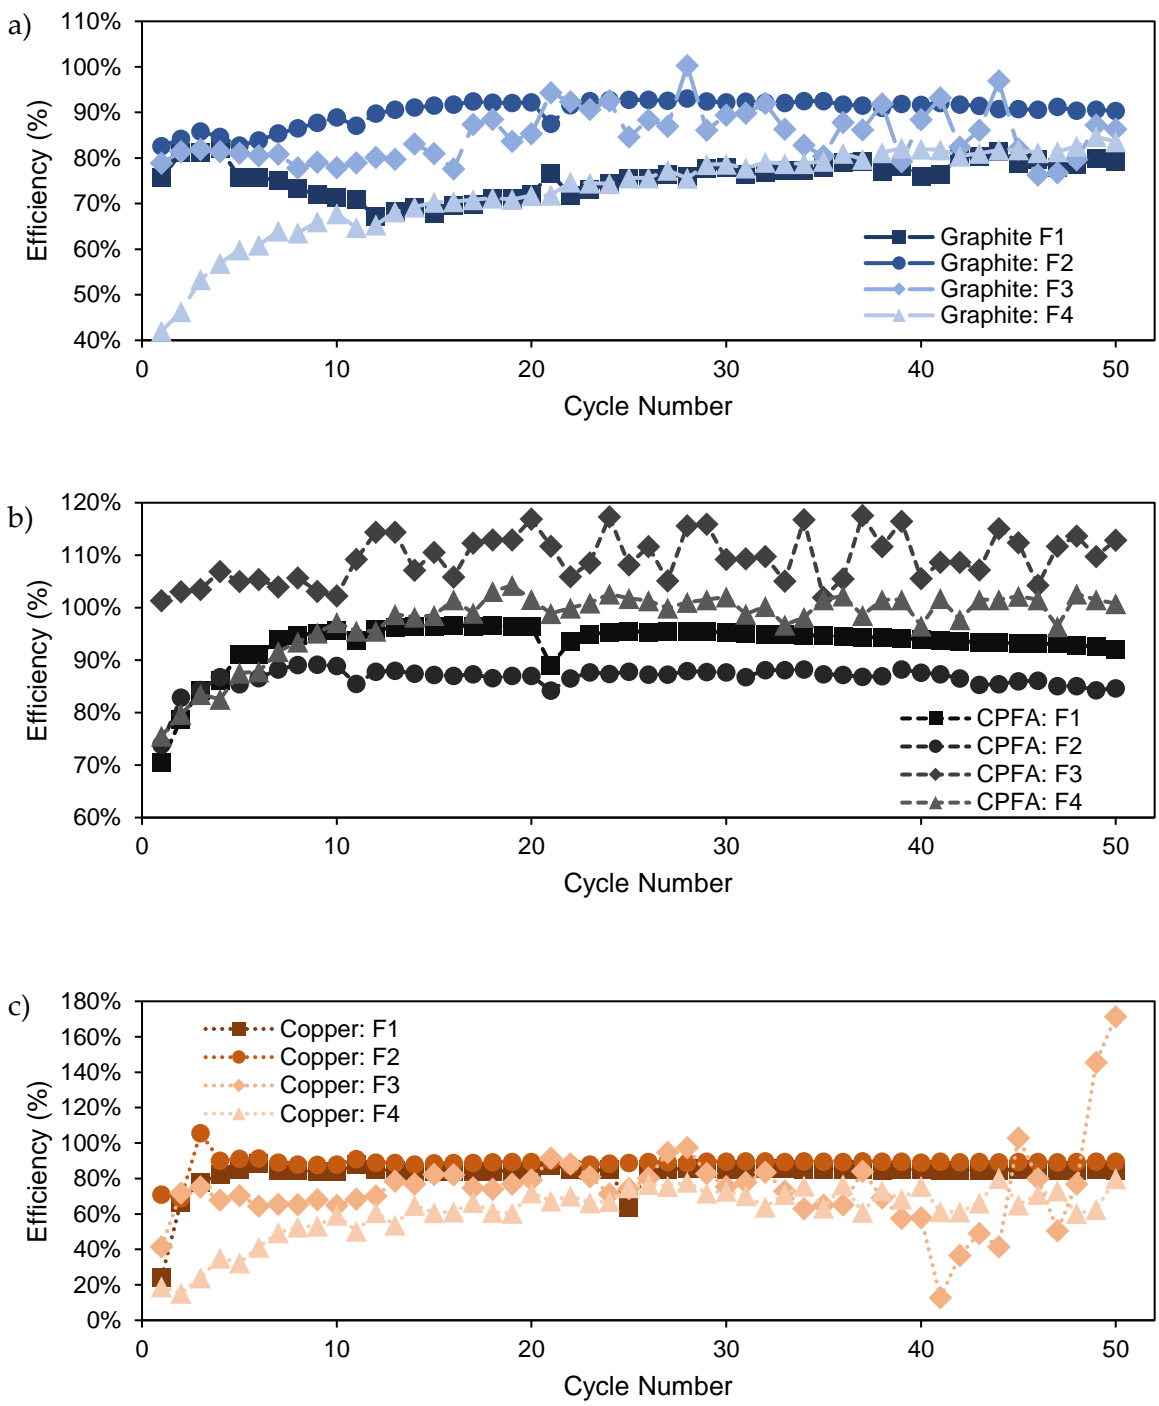 a)
110%
100%
90%
80%
70%
60%
50%
40%
Efficiency (%)
Graphite F1
Graphite: F2
Graphite: F3
Graphite: F4
0
10
20
30
40
50
Cycle Number
b)
120%
110%
100%
90%
80%
70%
60%
Efficiency (%)
CPFA: F1
CPFA: F2
CPFA: F3
CPFA: F4
0
10
20
30
40
50
Cycle Number
c)
180%
160%
140%
120%
100%
80%
60%
40%
20%
0%
Efficiency (%)
Copper: F1
Copper: F2
Copper: F3
Copper: F4
0
10
20
30
40
50
Cycle Number